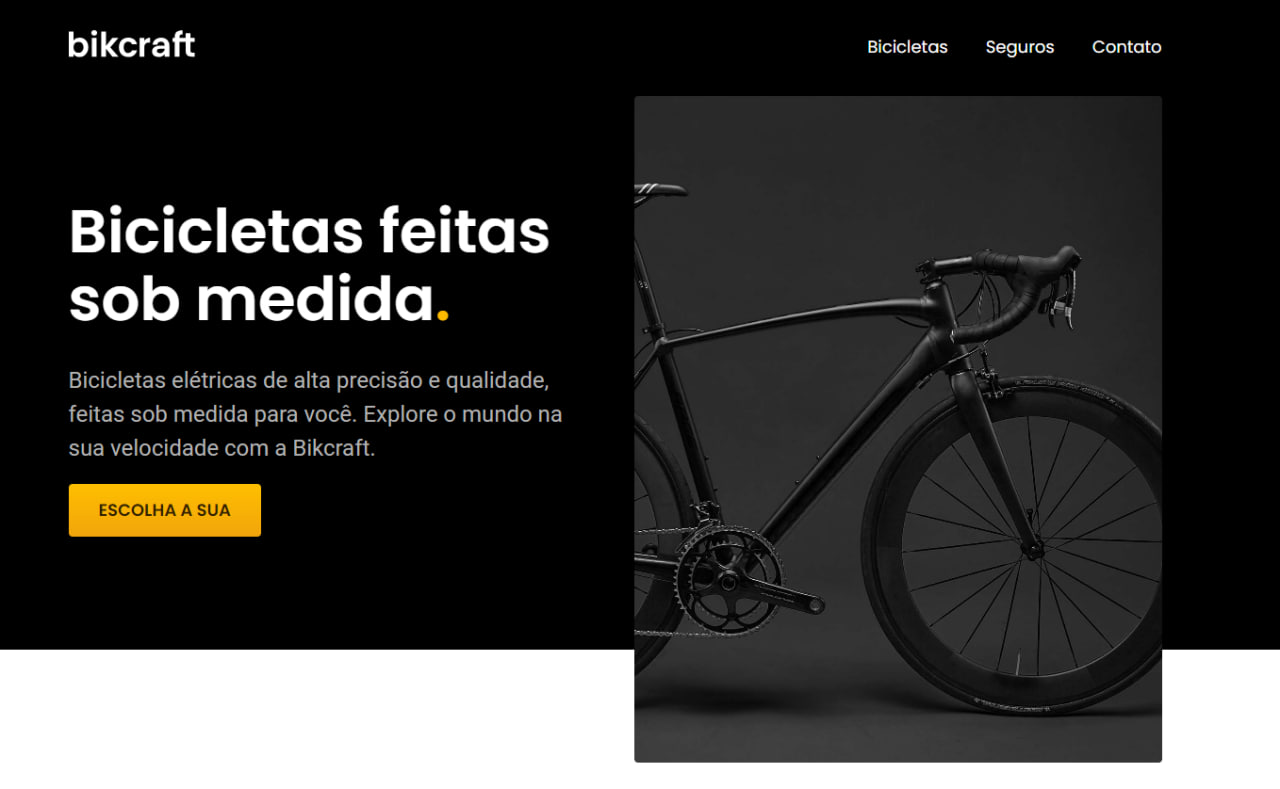 bikcraft
Bicicletas Seguros Contato
Bicicletas feitas
sob medida.
Bicicletas elétricas de alta precisão e qualidade,
feitas sob medida para você. Explore o mundo na
sua velocidade com a Bikcraft.
ESCOLHA A SUA